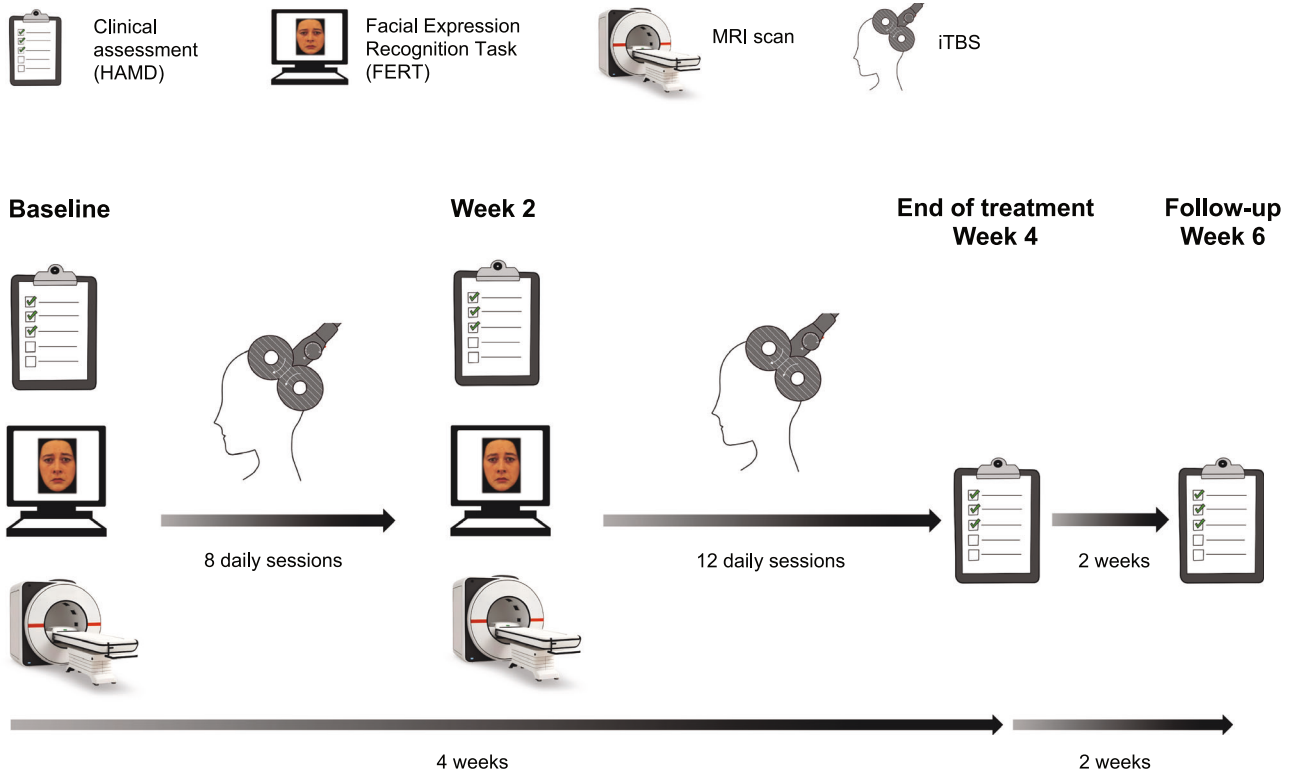 Clinical
assessment
(HAMD)
Facial Expression
Recognition Task
(FERT)
MRI scan
iTBS
Baseline
Week 2
End of treatment
Week 4
Follow-up
Week 6
8 daily sessions
12 daily sessions
2 weeks
4 weeks
2 weeks